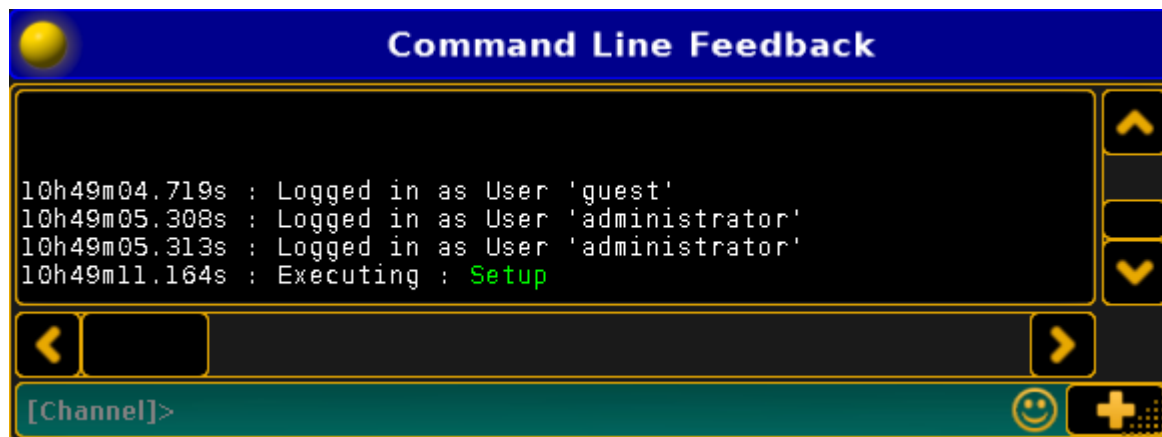 Command Line Feedback
10h49m04.719s : Logged in as User 'guest'
10h49m05.308s : Logged in as User 'administrator'
10h49m05.313s : Logged in as User 'administrator'
10h49m11.164s : Executing : Setup
[Channel]>